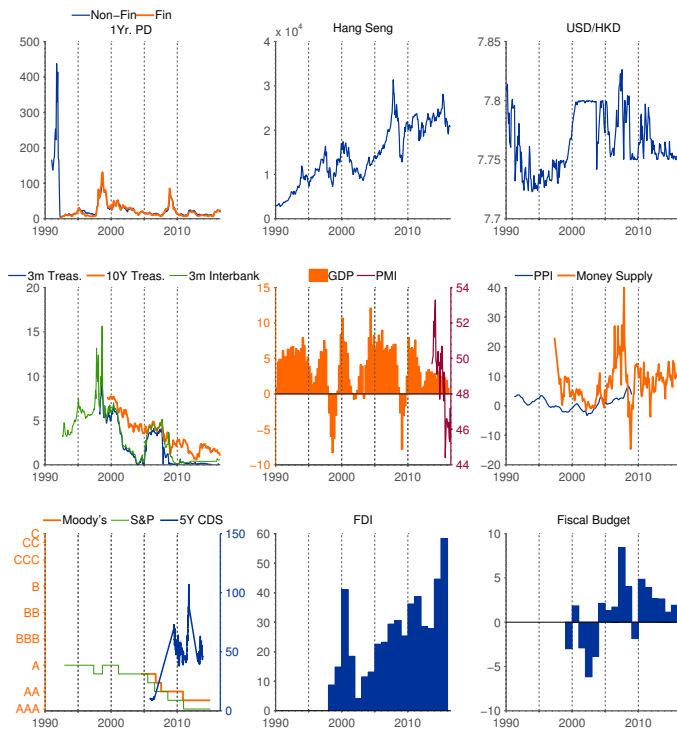 Non-Fin Fin
1Yr. PD
500
400
300
200
100
0
1990 2000 2010
x 10^4 Hang Seng
4
3
2
1
0
1990 2000 2010
USD/HKD
7.85
7.8
7.75
7.7
1990 2000 2010
3m Treas. 10Y Treas. 3m Interbank
20
15
10
5
0
1990 2000 2010
GDP PMI
15
10
5
0
−5
−10
54
52
50
48
46
44
1990 2000 2010
PPI Money Supply
40
30
20
10
0
−10
−20
1990 2000 2010
Moody's S&P 5Y CDS
C
CC
CCC
B
BB
BBB
A
AA
AAA
150
100
50
0
1990 2000 2010
FDI
60
50
40
30
20
10
0
1990 2000 2010
Fiscal Budget
10
5
0
−5
−10
1990 2000 2010